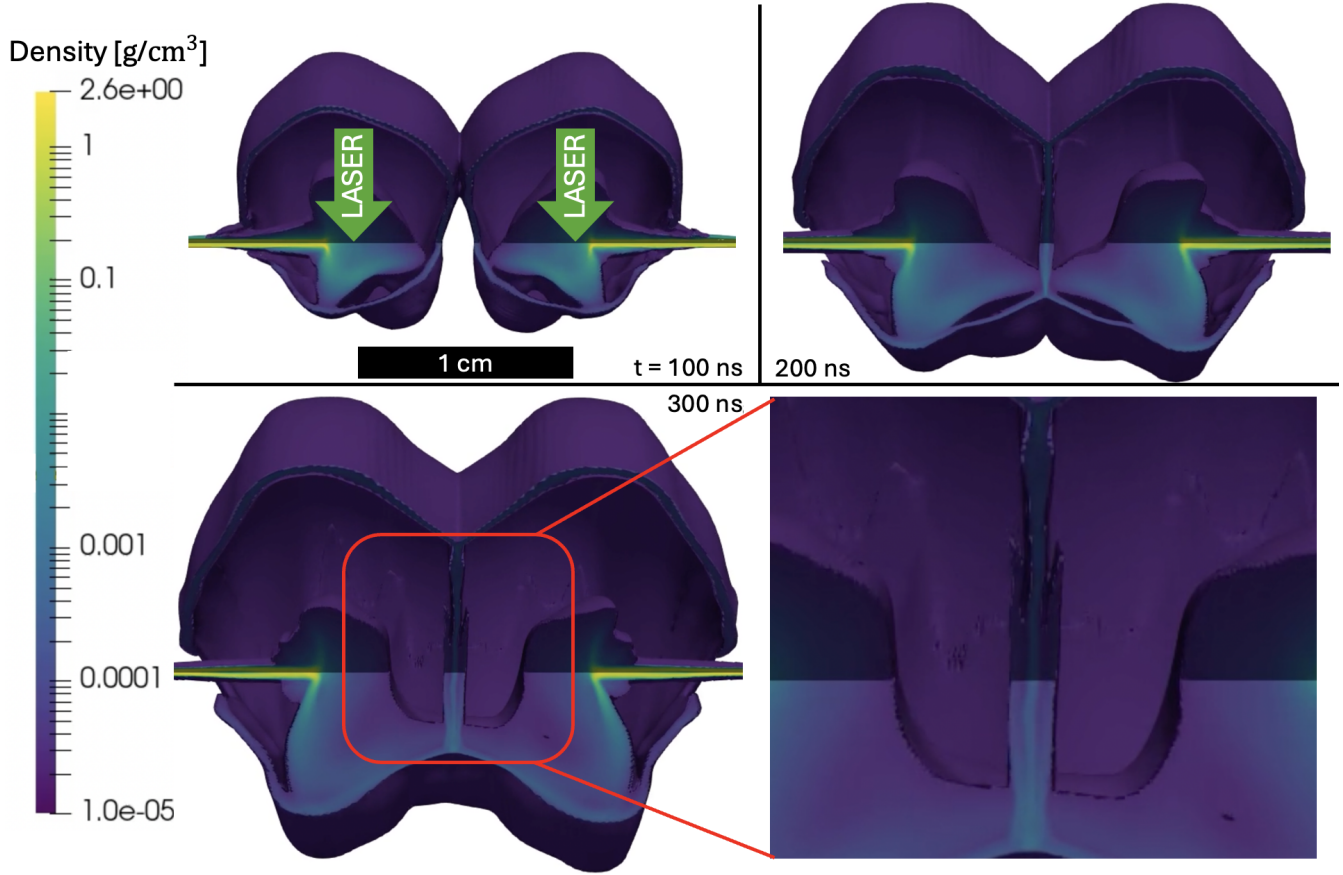 Density [g/cm³]
2.6e+00
1
0.1
0.001
0.0001
1.0e-05
LASER
LASER
1 cm
t = 100 ns
200 ns
300 ns